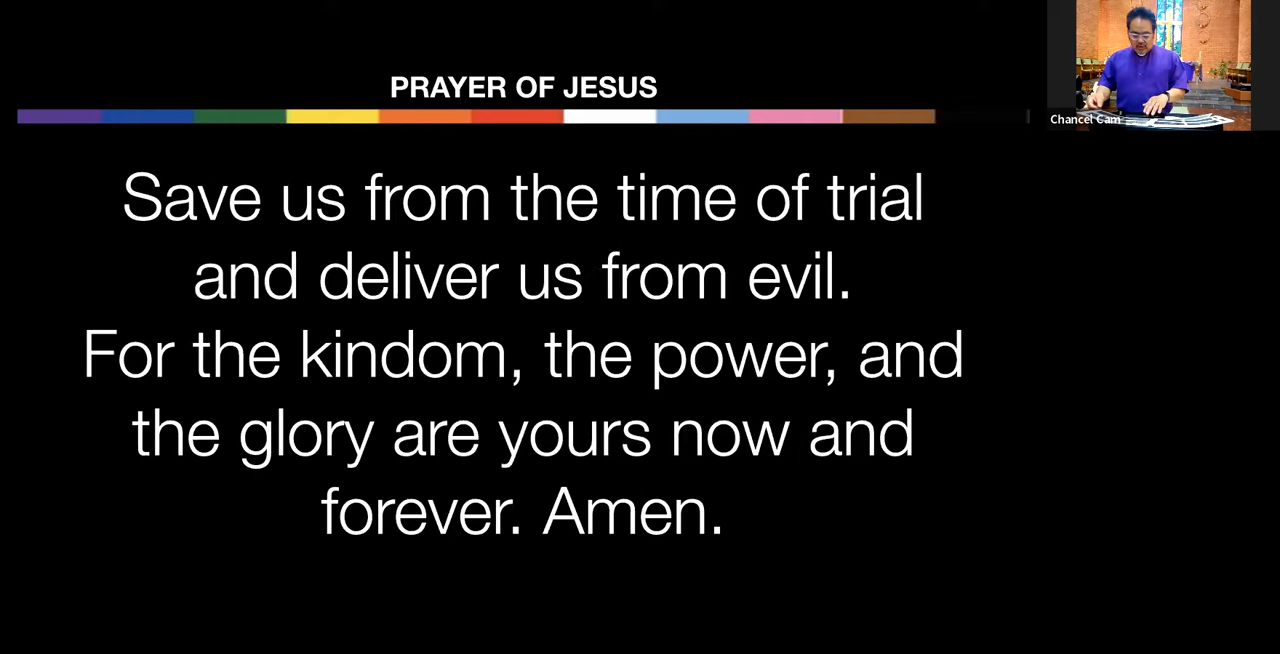 PRAYER OF JESUS
Chancel Cam
Save us from the time of trial
and deliver us from evil.
For the kindom, the power, and
the glory are yours now and
forever. Amen.